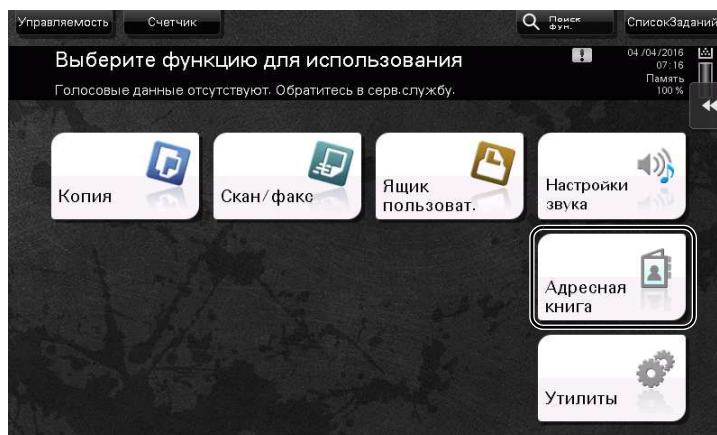 Управляемость
Счетчик
Поиск
фун.
СписокЗаданий
Выберите функцию для использования
Голосовые данные отсутствуют. Обратитесь в серв.службу.
04/04/2016
07:16
Память
100 %
Копия
Скан/факс
Ящик
пользоват.
Настройки
звука
Адресная
книга
Утилиты